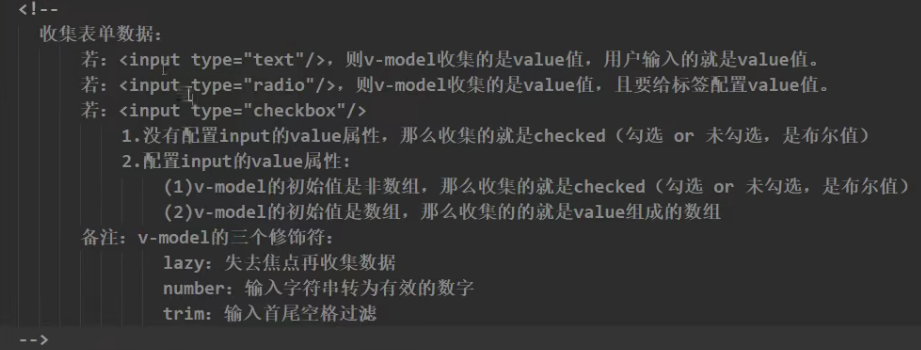 <!--
收集表单数据：
若：<input type="text"/>，则v-model收集的是value值，用户输入的就是value值。
若：<input type="radio"/>，则v-model收集的是value值，且要给标签配置value值。
若：<input type="checkbox"/>
1.没有配置input的value属性，那么收集的就是checked（勾选 or 未勾选，是布尔值）
2.配置input的value属性：
(1)v-model的初始值是非数组，那么收集的就是checked（勾选 or 未勾选，是布尔值）
(2)v-model的初始值是数组，那么收集的的就是value组成的数组
备注：v-model的三个修饰符：
lazy：失去焦点再收集数据
number：输入字符串转为有效的数字
trim：输入首尾空格过滤
-->